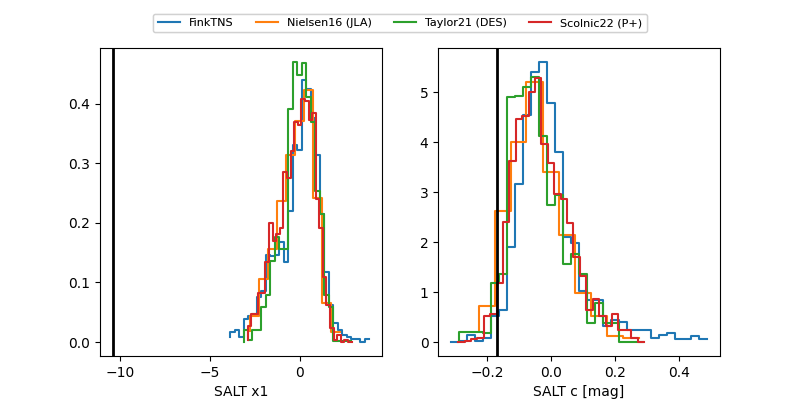 FinkTNS Nielsen16 (JLA) Taylor21 (DES) Scolnic22 (P+)
0.4
0.3
0.2
0.1
0.0
−10 −5 0
SALT x1
5
4
3
2
1
0
−0.2 0.0 0.2 0.4
SALT c [mag]